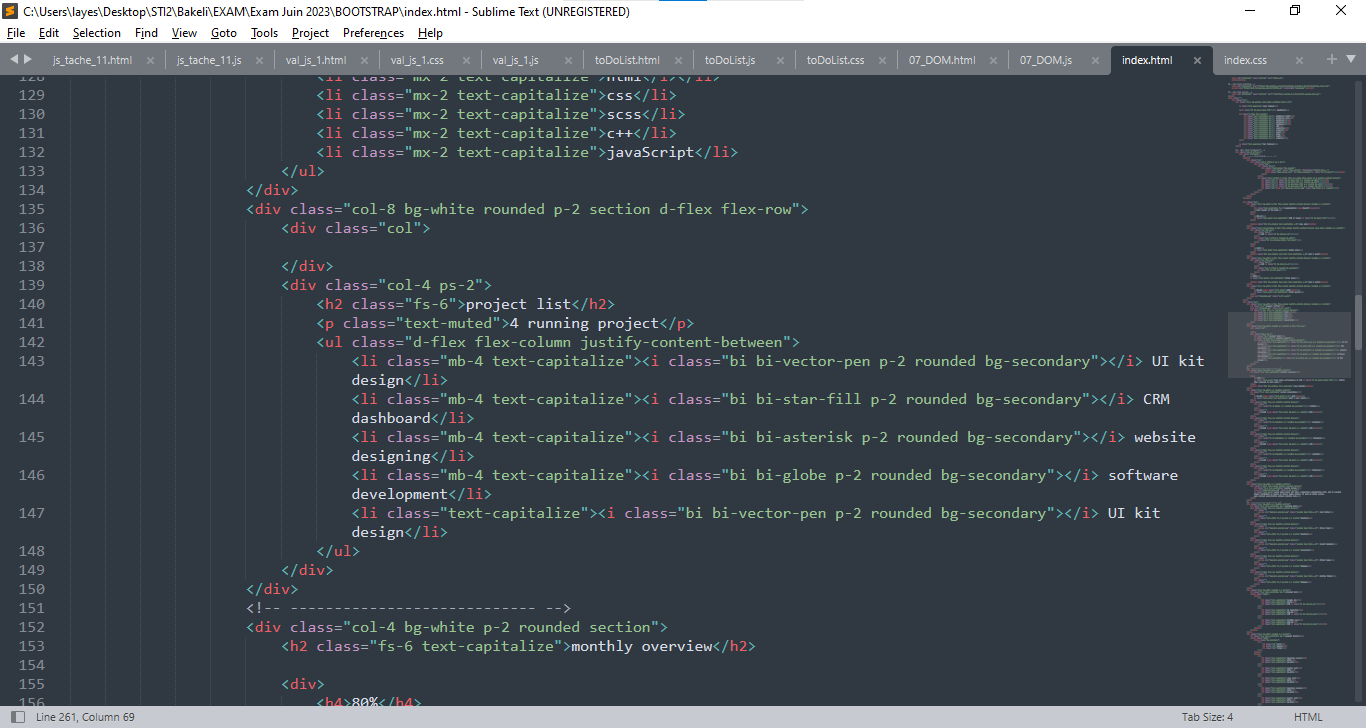 C:\Users\layes\Desktop\STI2\Bakeli\EXAM\Exam Juin 2023\BOOTSTRAP\index.html - Sublime Text (UNREGISTERED)
File Edit Selection Find View Goto Tools Project Preferences Help
js_tache_11.html js_tache_11.js val_js_1.html val_js_1.css val_js_1.js toDoList.html toDoList.js toDoList.css 07_DOM.html 07_DOM.js index.html index.css
128 <li class="mx-2 text-capitalize">html</li>
129 <li class="mx-2 text-capitalize">css</li>
130 <li class="mx-2 text-capitalize">scss</li>
131 <li class="mx-2 text-capitalize">c++</li>
132 <li class="mx-2 text-capitalize">javaScript</li>
133 </ul>
134 </div>
135 <div class="col-8 bg-white rounded p-2 section d-flex flex-row">
136 <div class="col">
137
138 </div>
139 <div class="col-4 ps-2">
140 <h2 class="fs-6">project list</h2>
141 <p class="text-muted">4 running project</p>
142 <ul class="d-flex flex-column justify-content-between">
143 <li class="mb-4 text-capitalize"><i class="bi bi-vector-pen p-2 rounded bg-secondary"></i> UI kit
design</li>
144 <li class="mb-4 text-capitalize"><i class="bi bi-star-fill p-2 rounded bg-secondary"></i> CRM
dashboard</li>
145 <li class="mb-4 text-capitalize"><i class="bi bi-asterisk p-2 rounded bg-secondary"></i> website
designing</li>
146 <li class="mb-4 text-capitalize"><i class="bi bi-globe p-2 rounded bg-secondary"></i> software
development</li>
147 <li class="text-capitalize"><i class="bi bi-vector-pen p-2 rounded bg-secondary"></i> UI kit
design</li>
148 </ul>
149 </div>
150 </div>
151 <!-- ---------------------------- -->
152 <div class="col-4 bg-white p-2 rounded section">
153 <h2 class="fs-6 text-capitalize">monthly overview</h2>
154
155 <div>
156 <h4>80%</h4>
Line 261, Column 69 Tab Size: 4 HTML